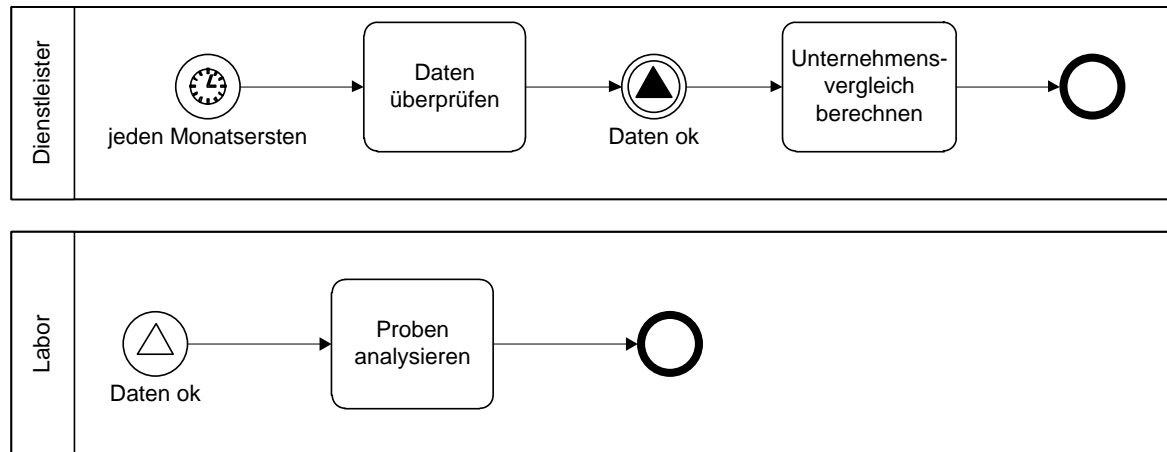 Dienstleister
jeden Monatsersten
Daten
überprüfen
Daten ok
Unternehmens-
vergleich
berechnen
Labor
Daten ok
Proben
analysieren